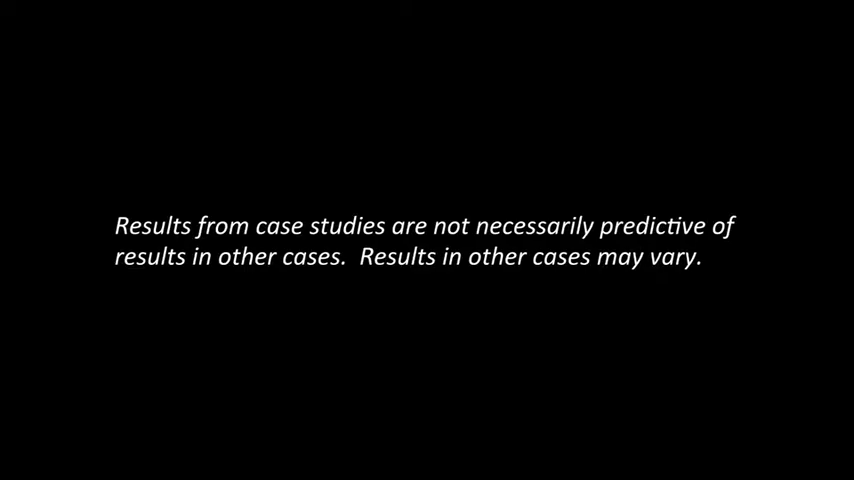 Results from case studies are not necessarily predictive of
results in other cases.  Results in other cases may vary.